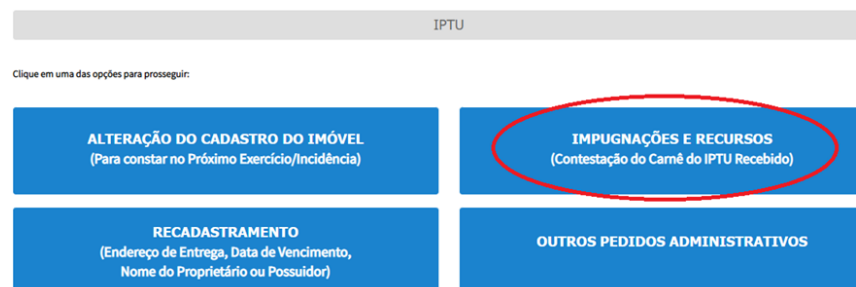 IPTU
Clique em uma das opções para prosseguir:
ALTERAÇÃO DO CADASTRO DO IMÓVEL
(Para constar no Próximo Exercício/Incidência)
IMPUGNAÇÕES E RECURSOS
(Contestação do Carnê do IPTU Recebido)
RECADASTRAMENTO
(Endereço de Entrega, Data de Vencimento,
Nome do Proprietário ou Possuidor)
OUTROS PEDIDOS ADMINISTRATIVOS